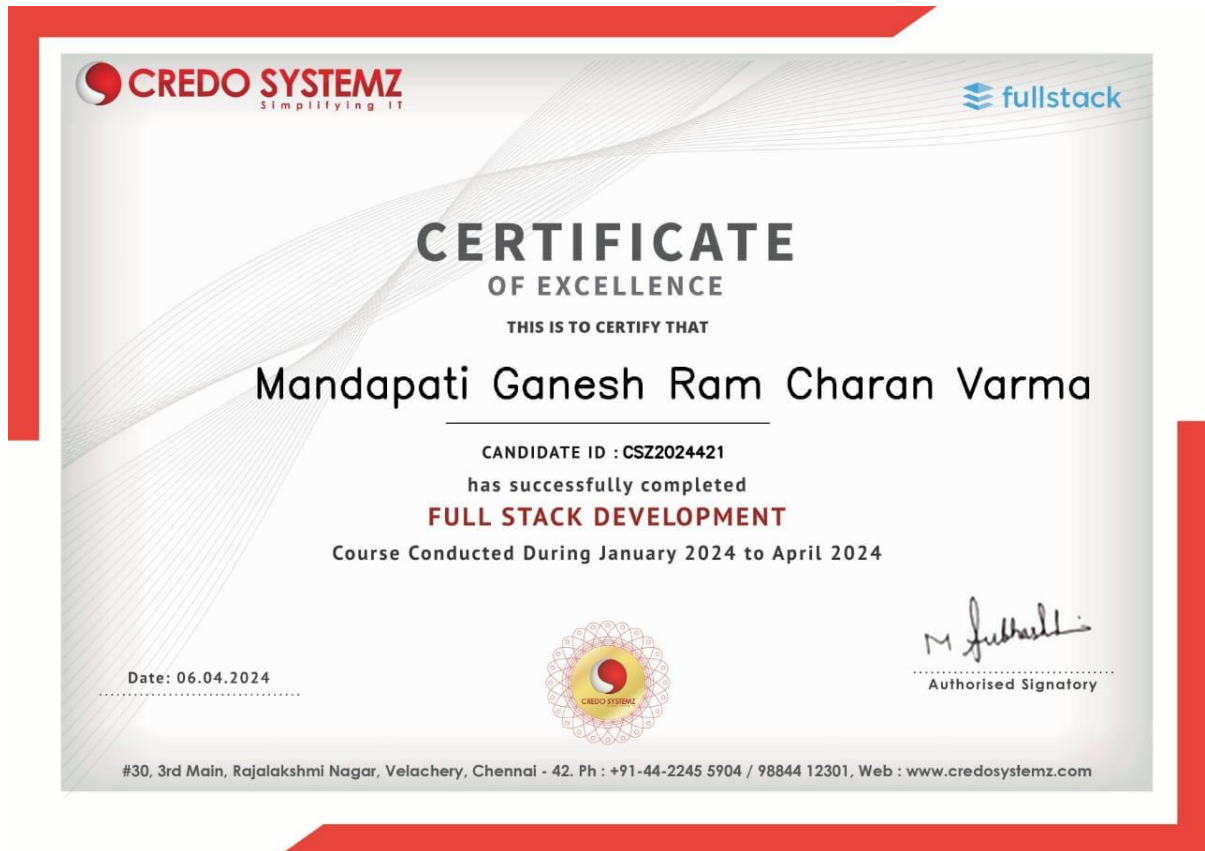 CREDO SYSTEMZ
Simplifying IT
fullstack
CERTIFICATE
OF EXCELLENCE
THIS IS TO CERTIFY THAT
Mandapati Ganesh Ram Charan Varma
CANDIDATE ID : CSZ2024421
has successfully completed
FULL STACK DEVELOPMENT
Course Conducted During January 2024 to April 2024
Date: 06.04.2024
CREDO SYSTEMZ
Authorised Signatory
#30, 3rd Main, Rajalakshmi Nagar, Velachery, Chennai - 42. Ph : +91-44-2245 5904 / 98844 12301, Web : www.credosystemz.com